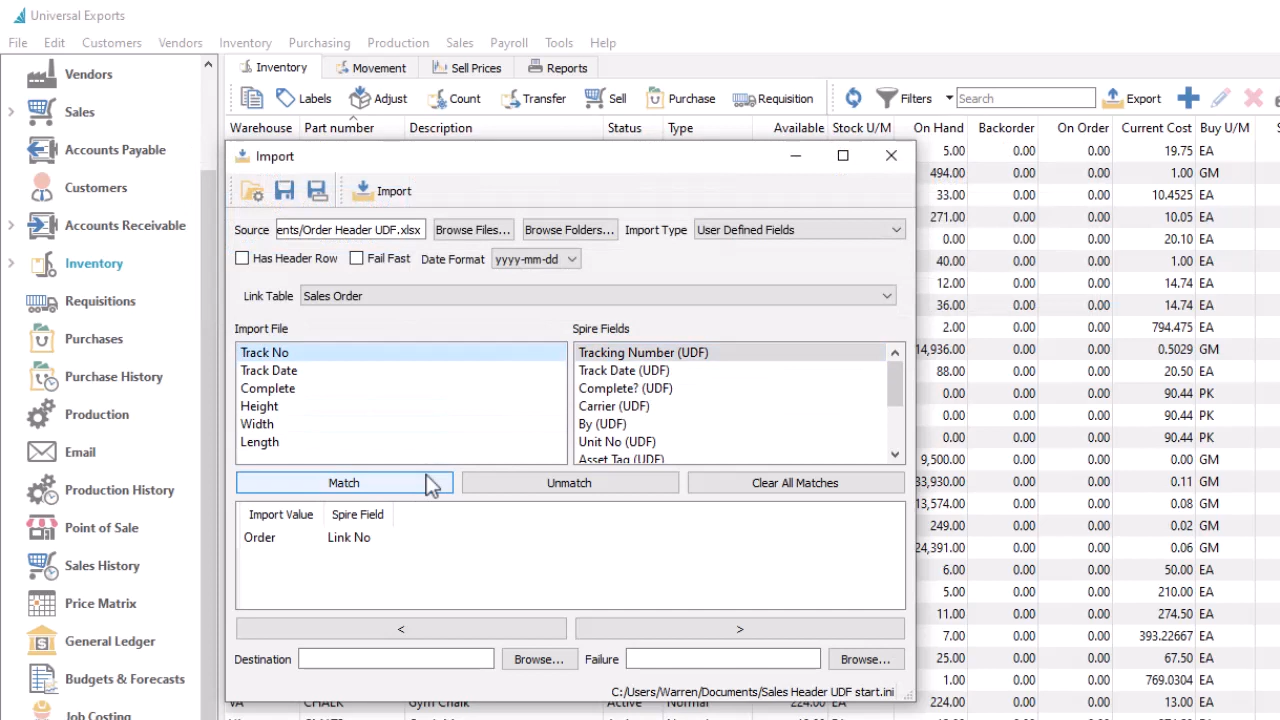 Universal Exports
File Edit Customers Vendors Inventory Purchasing Production Sales Payroll Tools Help
Vendors
Sales
Accounts Payable
Customers
Accounts Receivable
Inventory
Requisitions
Purchases
Purchase History
Production
Email
Production History
Point of Sale
Sales History
Price Matrix
General Ledger
Budgets & Forecasts
Job Costing
Inventory Movement Sell Prices Reports
Labels Adjust Count Transfer Sell Purchase Requisition Filters Search Export
Warehouse Part number Description Status Type Available Stock U/M On Hand Backorder On Order Current Cost Buy U/M
Import
Import
Source ents/Order Header UDF.xlsx Browse Files... Browse Folders... Import Type User Defined Fields
Has Header Row Fail Fast Date Format yyyy-mm-dd
Link Table Sales Order
Import File
Track No
Track Date
Complete
Height
Width
Length
Spire Fields
Tracking Number (UDF)
Track Date (UDF)
Complete? (UDF)
Carrier (UDF)
By (UDF)
Unit No (UDF)
Asset Tag (UDF)
Match Unmatch Clear All Matches
Import Value Spire Field
Order Link No
< >
Destination Browse... Failure Browse...
C:/Users/Warren/Documents/Sales Header UDF start.ini
5.00 0.00 0.00 19.75 EA
494.00 0.00 0.00 1.00 GM
33.00 0.00 0.00 10.4525 EA
271.00 0.00 0.00 10.05 EA
0.00 0.00 0.00 20.10 EA
40.00 0.00 0.00 1.00 EA
12.00 0.00 0.00 14.74 EA
36.00 0.00 0.00 14.74 EA
2.00 0.00 0.00 794.475 EA
14,936.00 0.00 0.00 0.5029 GM
88.00 0.00 0.00 20.50 EA
0.00 0.00 0.00 90.44 PK
0.00 0.00 0.00 90.44 PK
0.00 0.00 0.00 90.44 PK
9,500.00 0.00 0.00 0.00 GM
33,930.00 0.00 0.00 0.11 GM
13,574.00 0.00 0.00 0.08 GM
249.00 0.00 0.00 0.02 GM
24,391.00 0.00 0.00 0.06 GM
6.00 0.00 0.00 50.00 EA
5.00 0.00 0.00 210.00 EA
11.00 0.00 0.00 274.50 EA
7.00 0.00 0.00 393.22667 EA
25.00 0.00 0.00 67.50 EA
1.00 0.00 0.00 769.0304 EA
VA CHALK Gym Chalk Active Normal 224.00 EA 224.00 0.00 0.00 13.00 EA